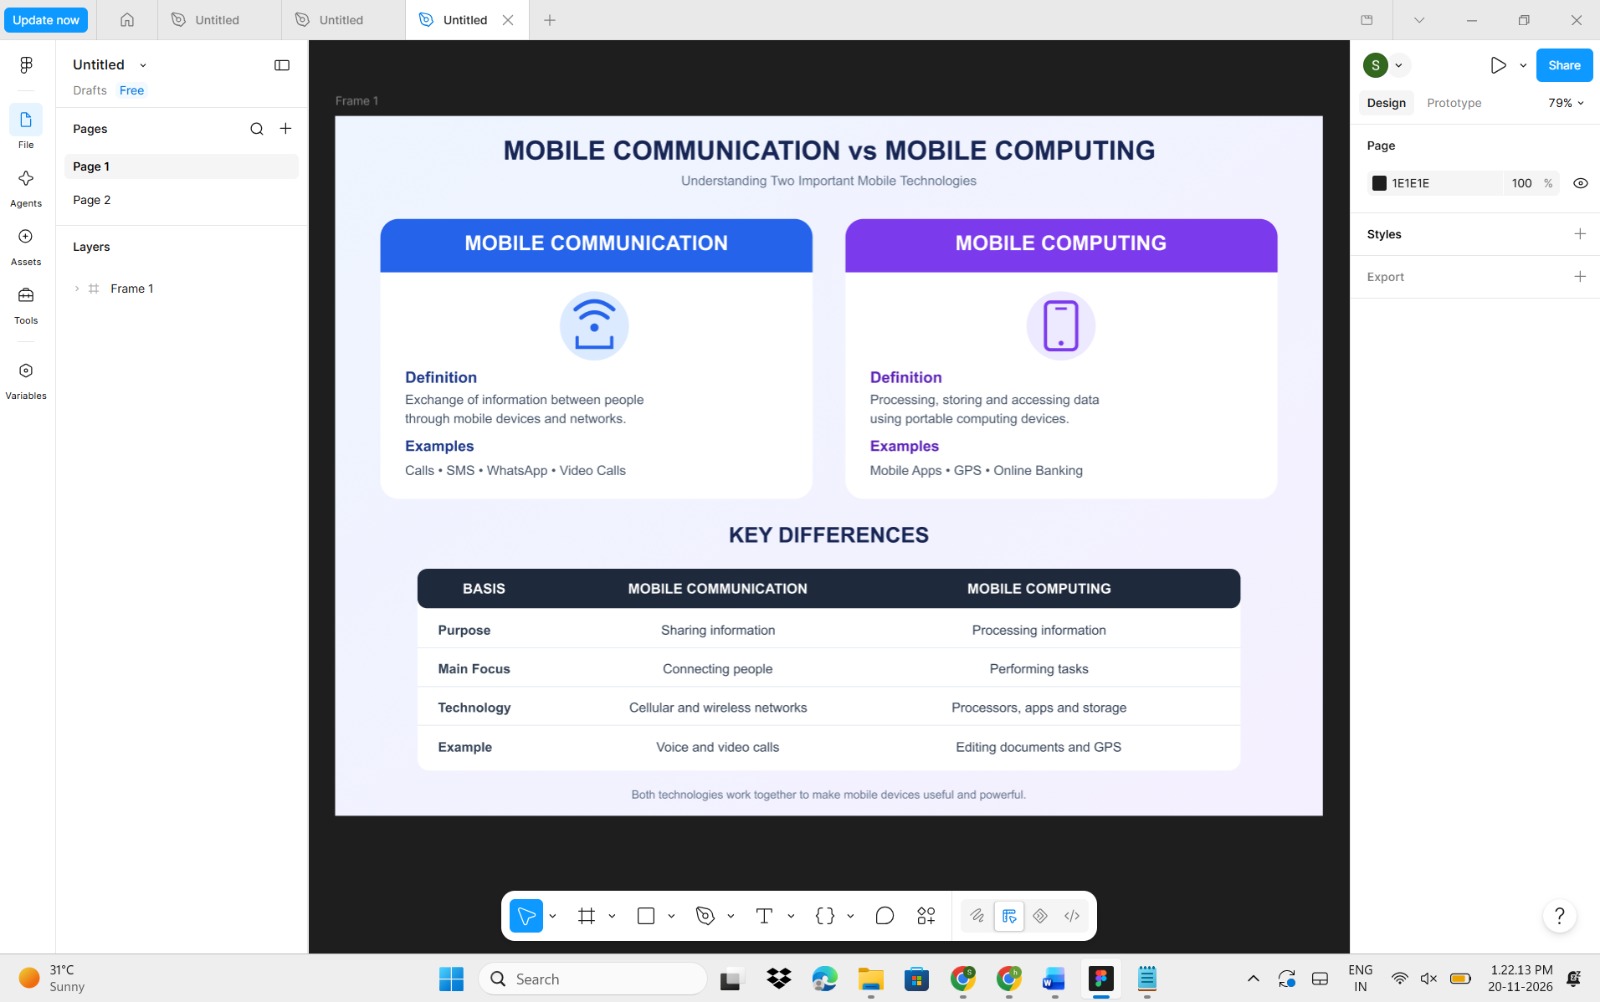 Update now
Untitled
Untitled
Untitled
Untitled
Drafts Free
Pages
Page 1
Page 2
Layers
Frame 1
File
Agents
Assets
Tools
Variables
Frame 1
MOBILE COMMUNICATION vs MOBILE COMPUTING
Understanding Two Important Mobile Technologies
MOBILE COMMUNICATION
Definition
Exchange of information between people
through mobile devices and networks.
Examples
Calls • SMS • WhatsApp • Video Calls
MOBILE COMPUTING
Definition
Processing, storing and accessing data
using portable computing devices.
Examples
Mobile Apps • GPS • Online Banking
KEY DIFFERENCES
BASIS MOBILE COMMUNICATION MOBILE COMPUTING
Purpose Sharing information Processing information
Main Focus Connecting people Performing tasks
Technology Cellular and wireless networks Processors, apps and storage
Example Voice and video calls Editing documents and GPS
Both technologies work together to make mobile devices useful and powerful.
S
Share
Design Prototype 79%
Page
1E1E1E 100 %
Styles
Export
?
31°C
Sunny
Search
ENG
IN
1.22.13 PM
20-11-2026